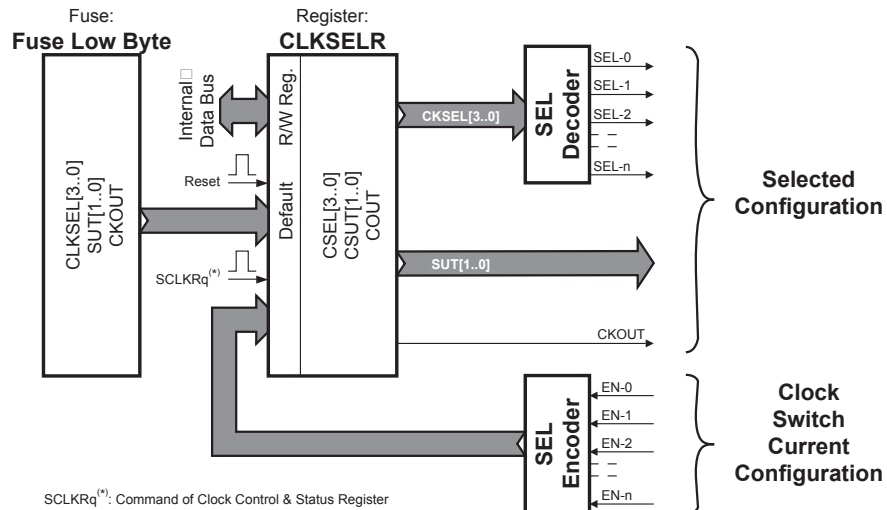 Fuse:
Fuse Low Byte
Register:
CLKSELR
CLKSEL[3..0]
SUT[1..0]
CKOUT
Internal□
Data Bus
Reset
SCLKRq(*)
R/W Reg.
Default
CSEL[3..0]
CSUT[1..0]
COUT
CKSEL[3..0]
SUT[1..0]
CKOUT
SEL
Decoder
SEL-0
SEL-1
SEL-2
SEL-n
Selected
Configuration
SEL
Encoder
EN-0
EN-1
EN-2
EN-n
Clock
Switch
Current
Configuration
SCLKRq(*): Command of Clock Control & Status Register